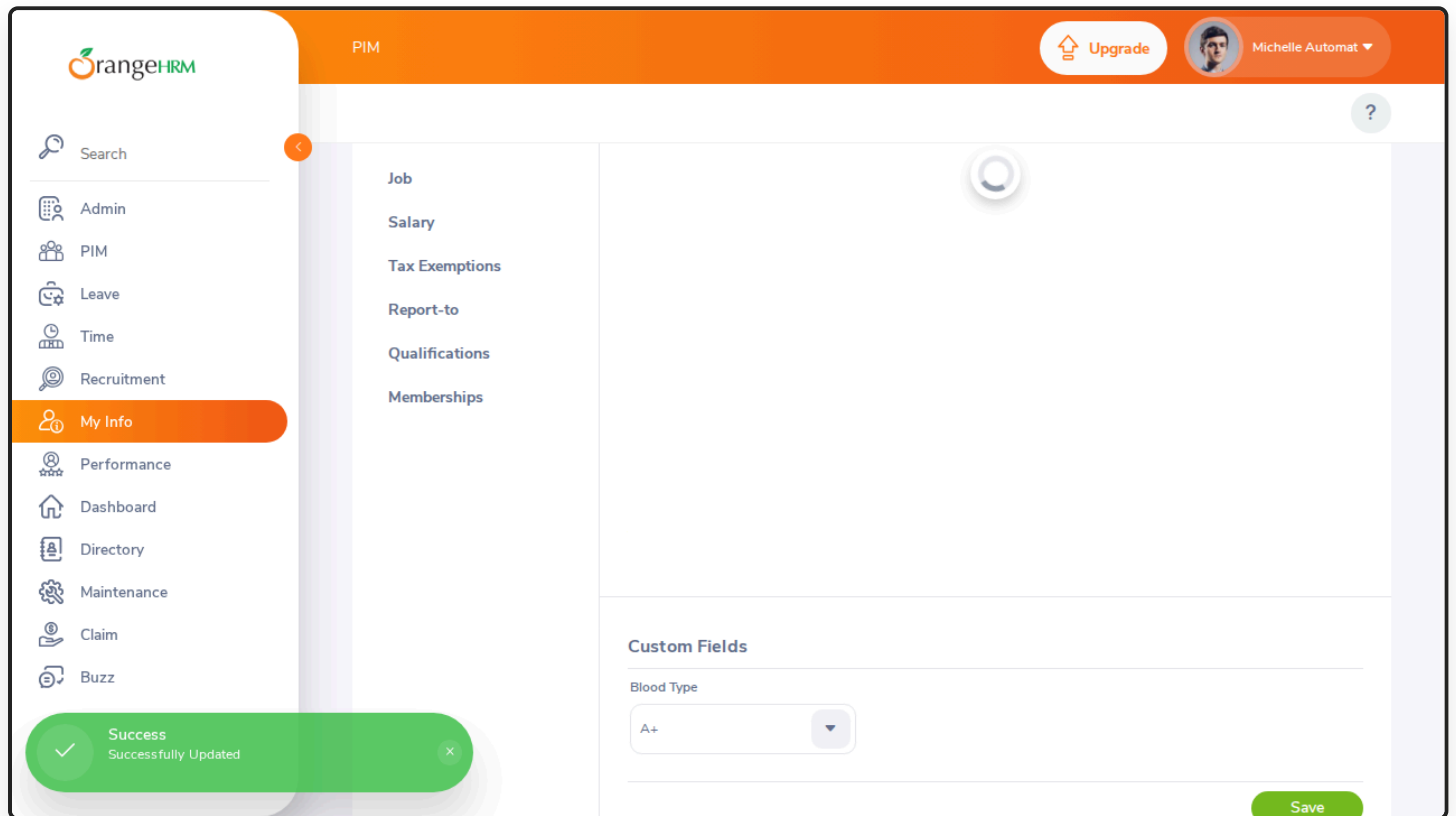 OrangeHRM
PIM
Upgrade
Michelle Automat
?
Search
Admin
PIM
Leave
Time
Recruitment
My Info
Performance
Dashboard
Directory
Maintenance
Claim
Buzz
Job
Salary
Tax Exemptions
Report-to
Qualifications
Memberships
Custom Fields
Blood Type
A+
Save
Success
Successfully Updated